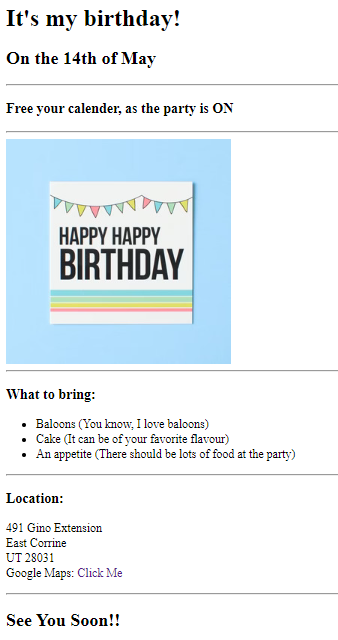 It's my birthday!
On the 14th of May
Free your calender, as the party is ON
HAPPY HAPPY
BIRTHDAY
What to bring:
Baloons (You know, I love baloons)
Cake (It can be of your favorite flavour)
An appetite (There should be lots of food at the party)
Location:
491 Gino Extension
East Corrine
UT 28031
Google Maps: Click Me
See You Soon!!